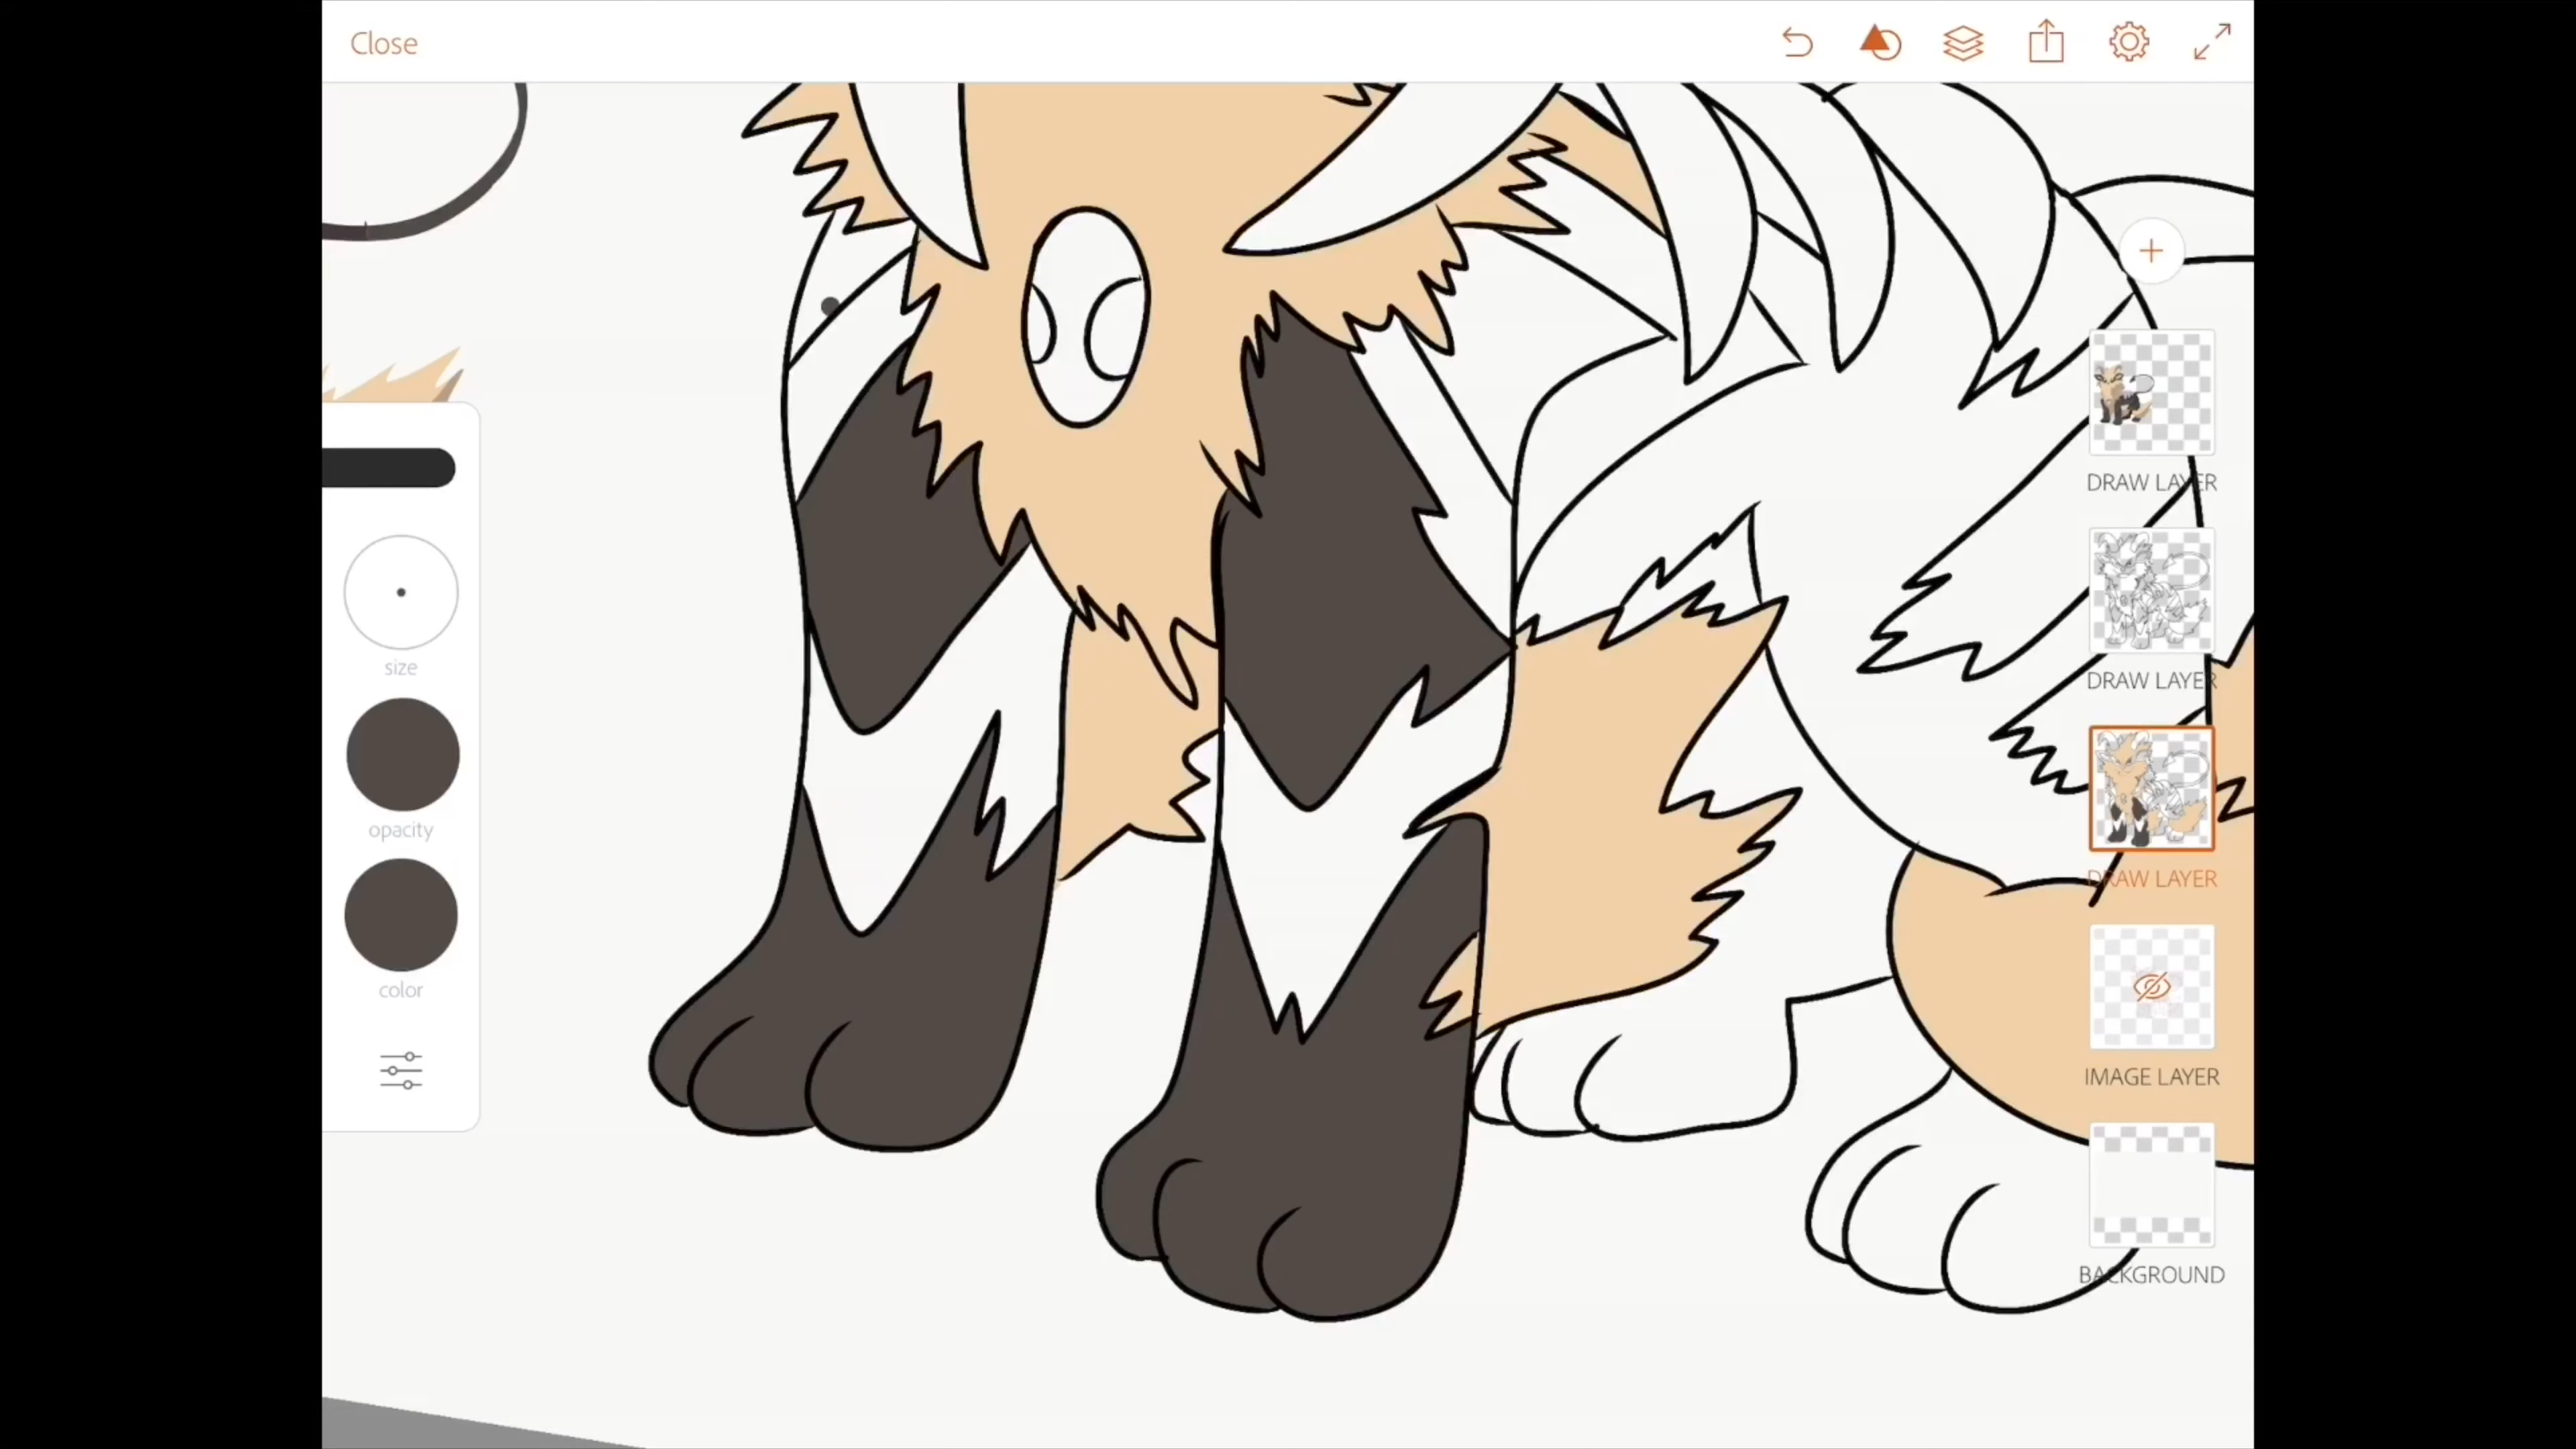 Close
DRAW LAYER
size
DRAW LAYER
opacity
DRAW LAYER
color
IMAGE LAYER
BACKGROUND